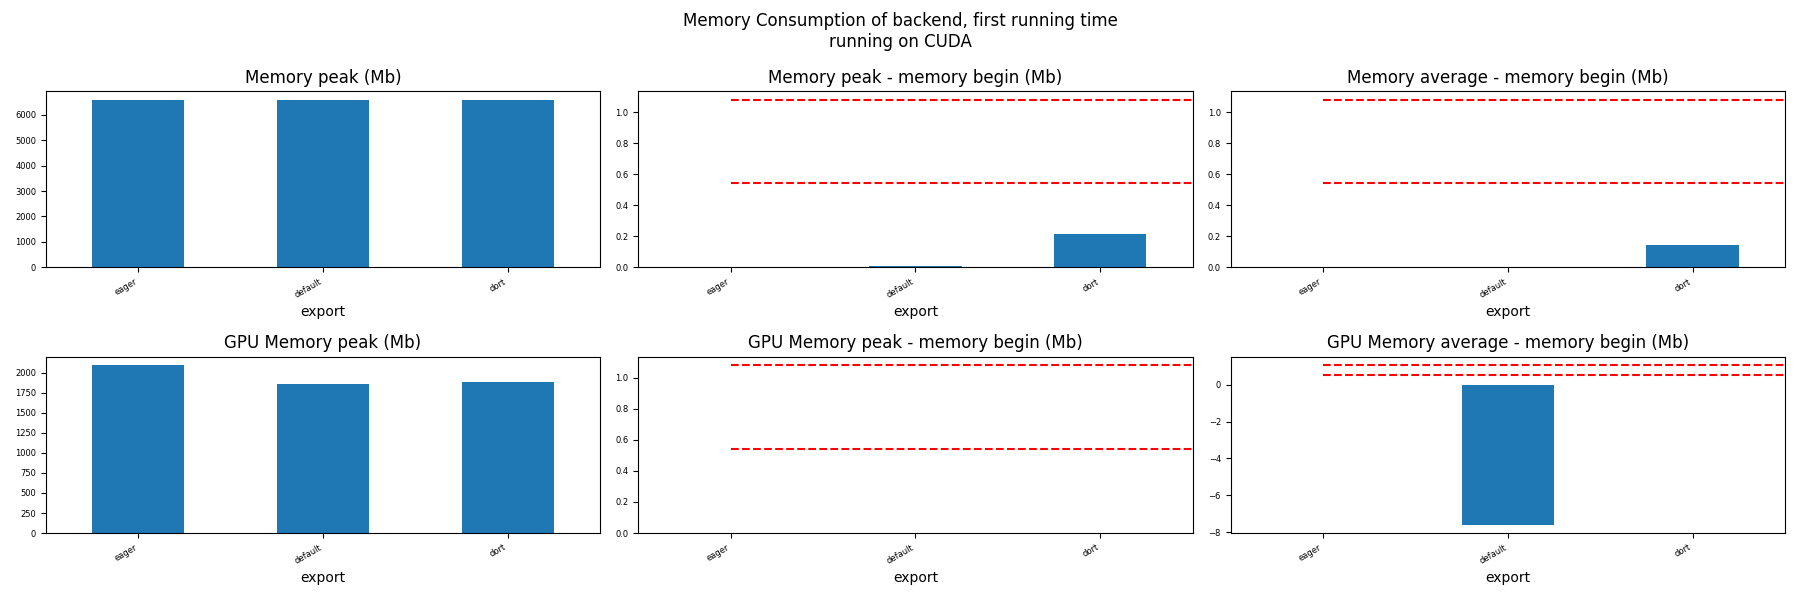 Memory Consumption of backend, first running time
running on CUDA
Memory peak (Mb)
6000
5000
4000
3000
2000
1000
0
eager
default
dort
export
Memory peak - memory begin (Mb)
1.0
0.8
0.6
0.4
0.2
0.0
eager
default
dort
export
Memory average - memory begin (Mb)
1.0
0.8
0.6
0.4
0.2
0.0
eager
default
dort
export
GPU Memory peak (Mb)
2000
1750
1500
1250
1000
750
500
250
0
eager
default
dort
export
GPU Memory peak - memory begin (Mb)
1.0
0.8
0.6
0.4
0.2
0.0
eager
default
dort
export
GPU Memory average - memory begin (Mb)
0
−2
−4
−6
−8
eager
default
dort
export